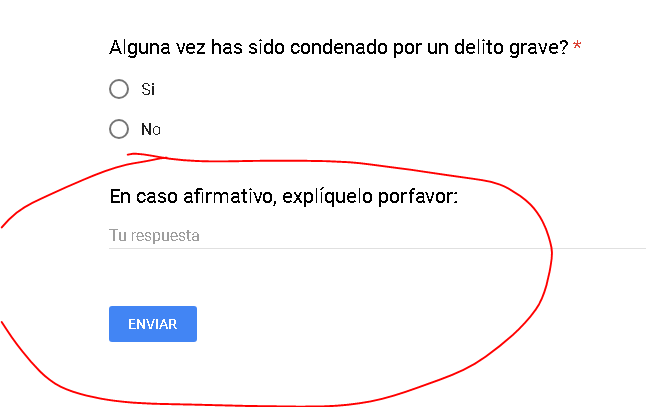 Alguna vez has sido condenado por un delito grave? *
Si
No
En caso afirmativo, explíquelo porfavor:
Tu respuesta
ENVIAR